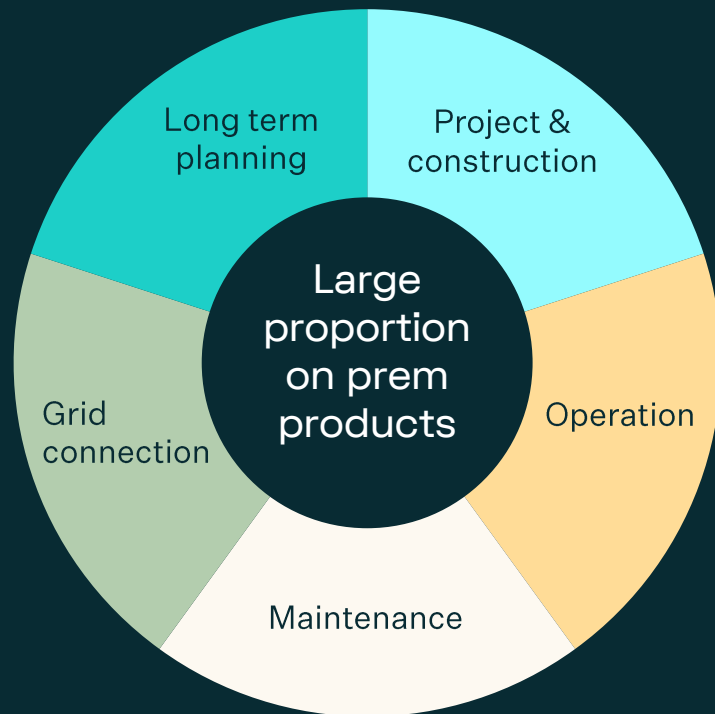 Long term
planning
Project &
construction
Large
proportion
on prem
products
Grid
connection
Operation
Maintenance